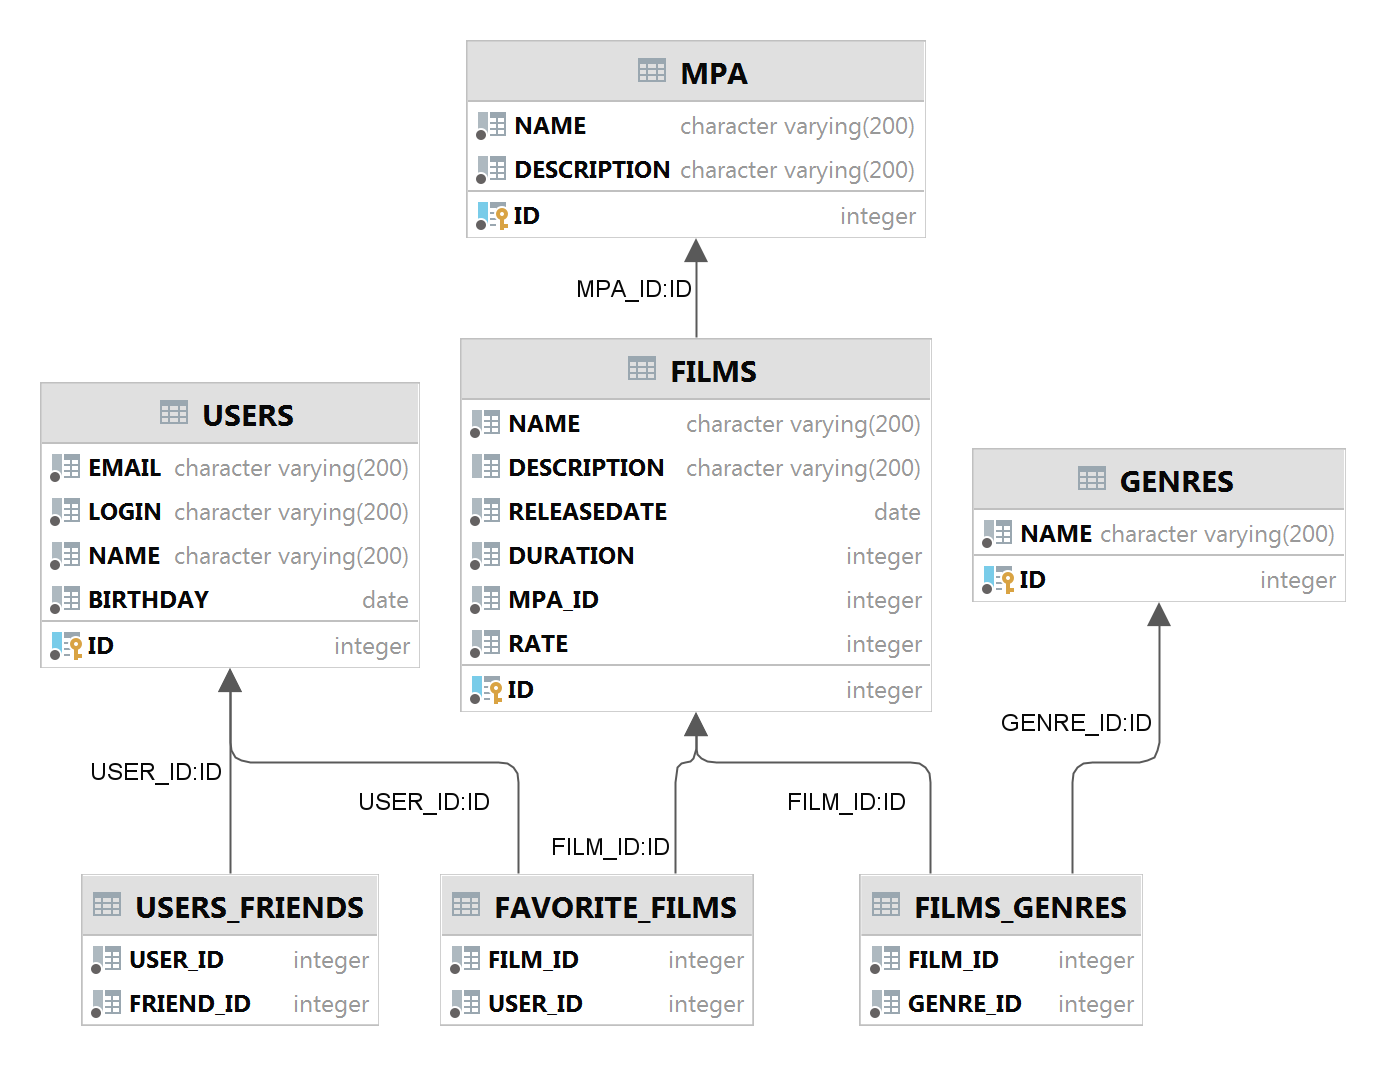 MPA
NAME character varying(200)
DESCRIPTION character varying(200)
ID integer
MPA_ID:ID
FILMS
NAME character varying(200)
DESCRIPTION character varying(200)
RELEASEDATE date
DURATION integer
MPA_ID integer
RATE integer
ID integer
USERS
EMAIL character varying(200)
LOGIN character varying(200)
NAME character varying(200)
BIRTHDAY date
ID integer
GENRES
NAME character varying(200)
ID integer
GENRE_ID:ID
USER_ID:ID
USER_ID:ID
FILM_ID:ID
FILM_ID:ID
USERS_FRIENDS
USER_ID integer
FRIEND_ID integer
FAVORITE_FILMS
FILM_ID integer
USER_ID integer
FILMS_GENRES
FILM_ID integer
GENRE_ID integer